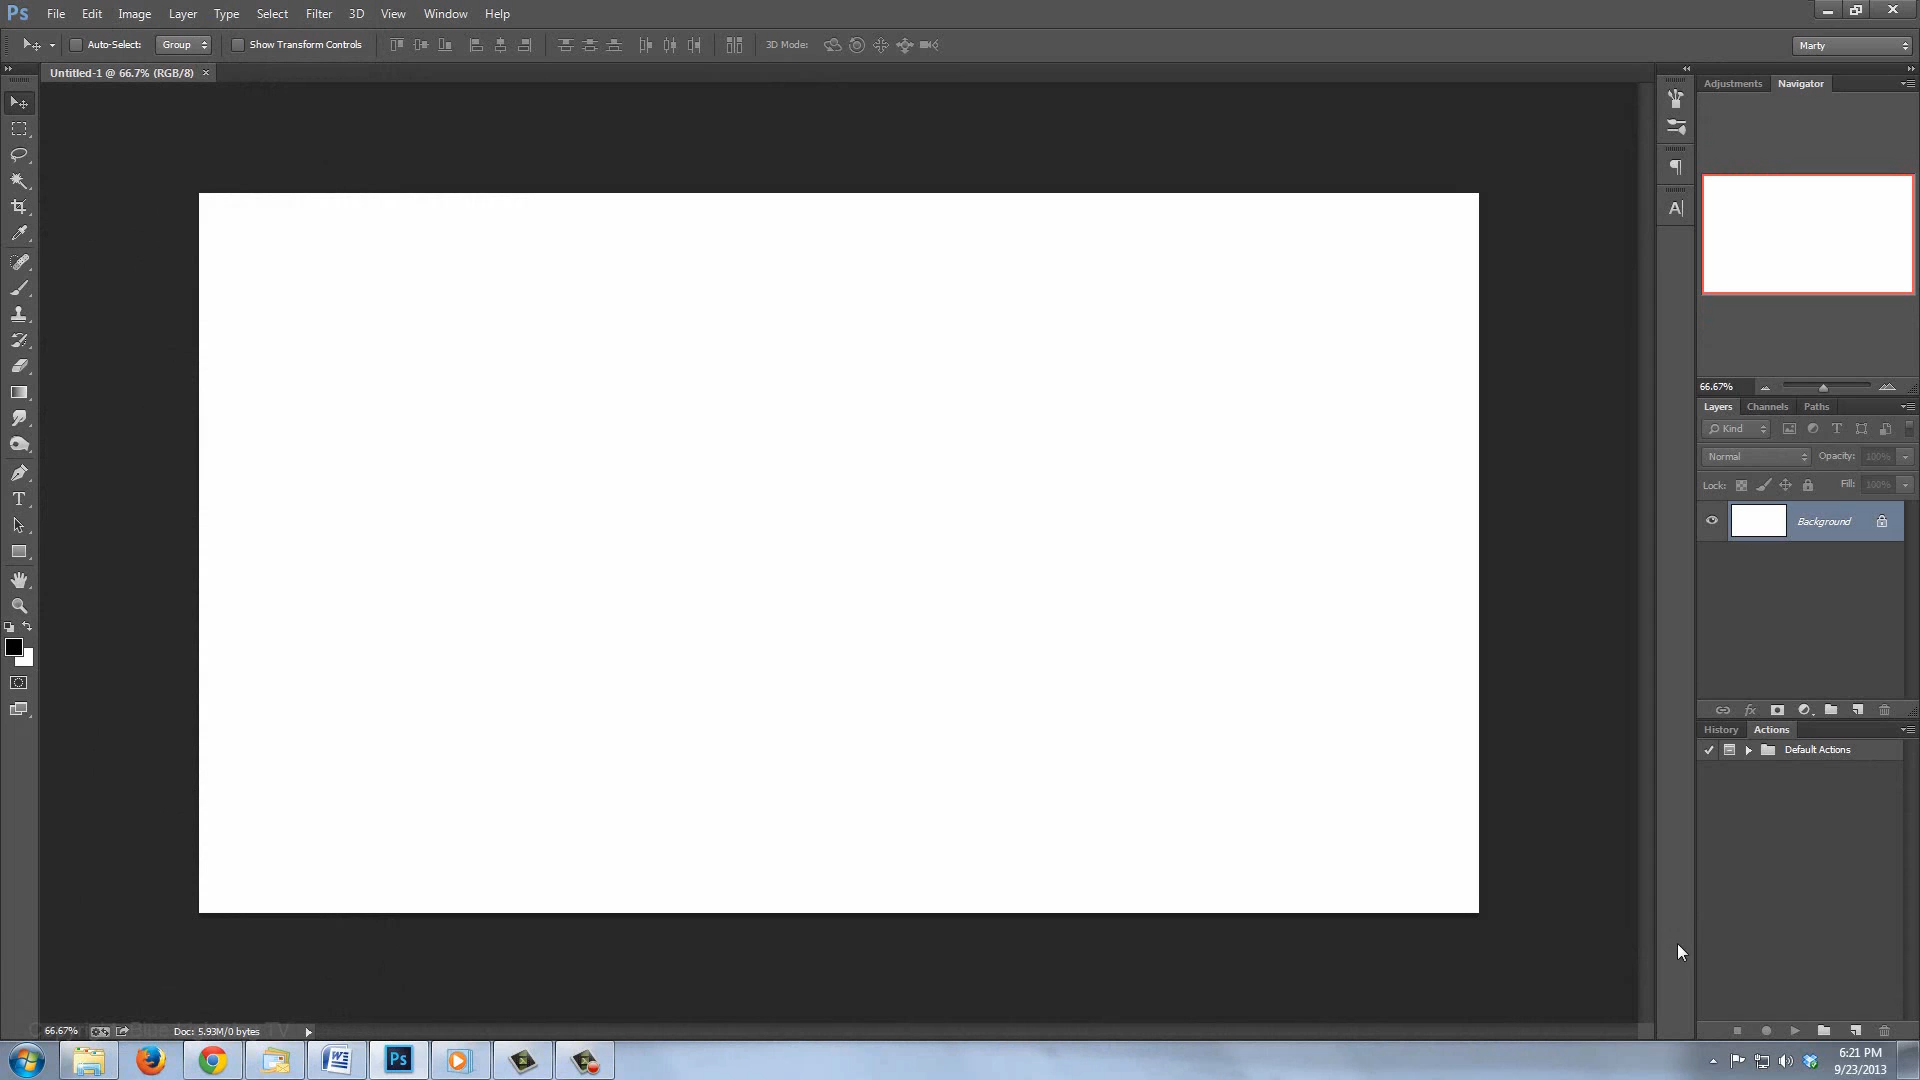 Ps File Edit Image Layer Type Select Filter 3D View Window Help
Auto-Select: Group Show Transform Controls 3D Mode: Marty
Untitled-1 @ 66.7% (RGB/8) ×
Adjustments Navigator
66.67%
Layers Channels Paths
Kind
Normal Opacity: 100%
Lock: Fill: 100%
Background
History Actions
Default Actions
66.67% Doc: 5.93M/0 bytes
6:21 PM
9/23/2013